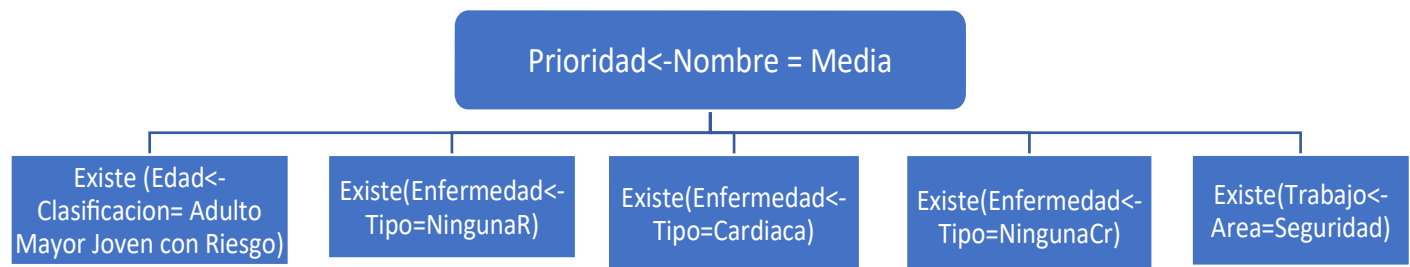 Prioridad<-Nombre = Media
Existe (Edad<-
Clasificacion= Adulto
Mayor Joven con Riesgo)
Existe(Enfermedad<-
Tipo=NingunaR)
Existe(Enfermedad<-
Tipo=Cardiaca)
Existe(Enfermedad<-
Tipo=NingunaCr)
Existe(Trabajo<-
Area=Seguridad)